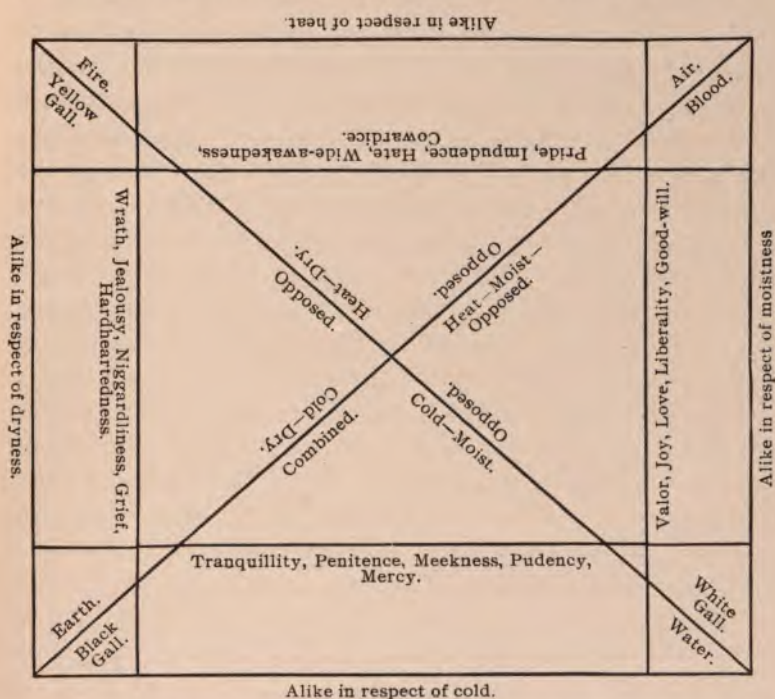 Alike in respect of heat.
Fire.
Yellow
Gall.
Air.
Blood.
Pride, Impudence, Hate, Wide-awakedness,
Cowardice.
Alike in respect of dryness.
Wrath, Jealousy, Niggardliness, Grief,
Hardheartedness.
Heat—Dry.
Opposed.
Opposed.
Heat—Moist—
Opposed.
Valor, Joy, Love, Liberality, Good-will.
Alike in respect of moistness
Cold—Dry.
Combined.
Opposed.
Cold—Moist.
Tranquillity, Penitence, Meekness, Pudency,
Mercy.
Earth.
Black
Gall.
White
Gall.
Water.
Alike in respect of cold.